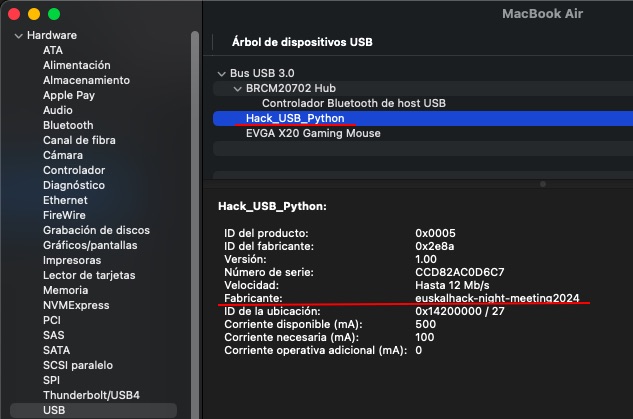 MacBook Air
Hardware
ATA
Alimentación
Almacenamiento
Apple Pay
Audio
Bluetooth
Canal de fibra
Cámara
Controlador
Diagnóstico
Ethernet
FireWire
Grabación de discos
Gráficos/pantallas
Impresoras
Lector de tarjetas
Memoria
NVMExpress
PCI
SAS
SATA
SCSI paralelo
SPI
Thunderbolt/USB4
USB
Árbol de dispositivos USB
Bus USB 3.0
BRCM20702 Hub
Controlador Bluetooth de host USB
Hack_USB_Python
EVGA X20 Gaming Mouse
Hack_USB_Python:
ID del producto: 0x0005
ID del fabricante: 0x2e8a
Versión: 1.00
Número de serie: CCD82AC0D6C7
Velocidad: Hasta 12 Mb/s
Fabricante: euskalhack-night-meeting2024
ID de la ubicación: 0x14200000 / 27
Corriente disponible (mA): 500
Corriente necesaria (mA): 100
Corriente operativa adicional (mA): 0